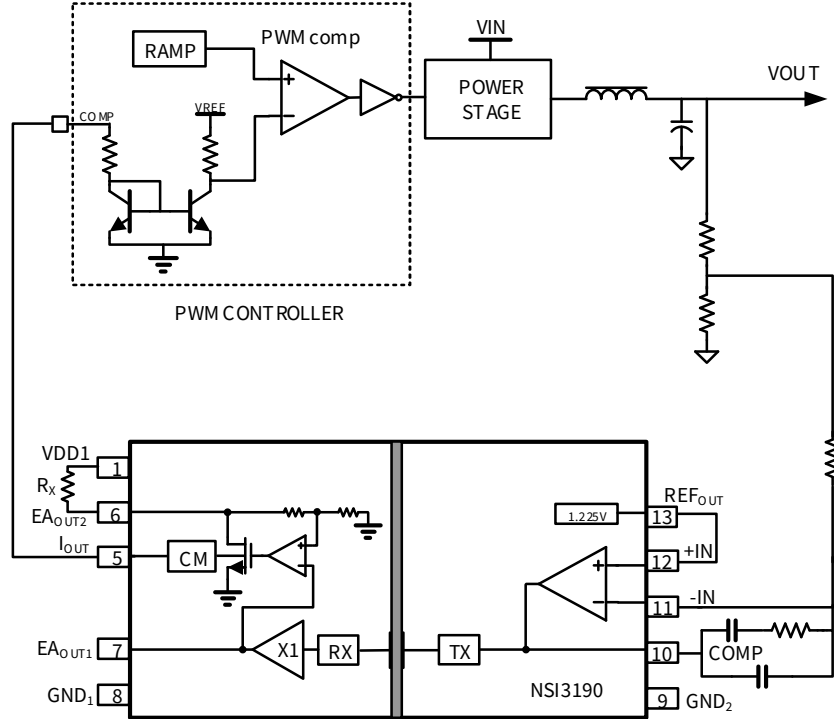 RAMP
PWM comp
VIN
POWER
STAGE
VOUT
COMP
VREF
PWM CONTROLLER
VDD1
1
RX
6
EAOUT2
IOUT
5
CM
EAOUT1
7
X1
RX
TX
GND1
8
1.225V
REFOUT
13
12
+IN
11
-IN
10
COMP
NSI3190
9
GND2
+
−
+
−
+
−